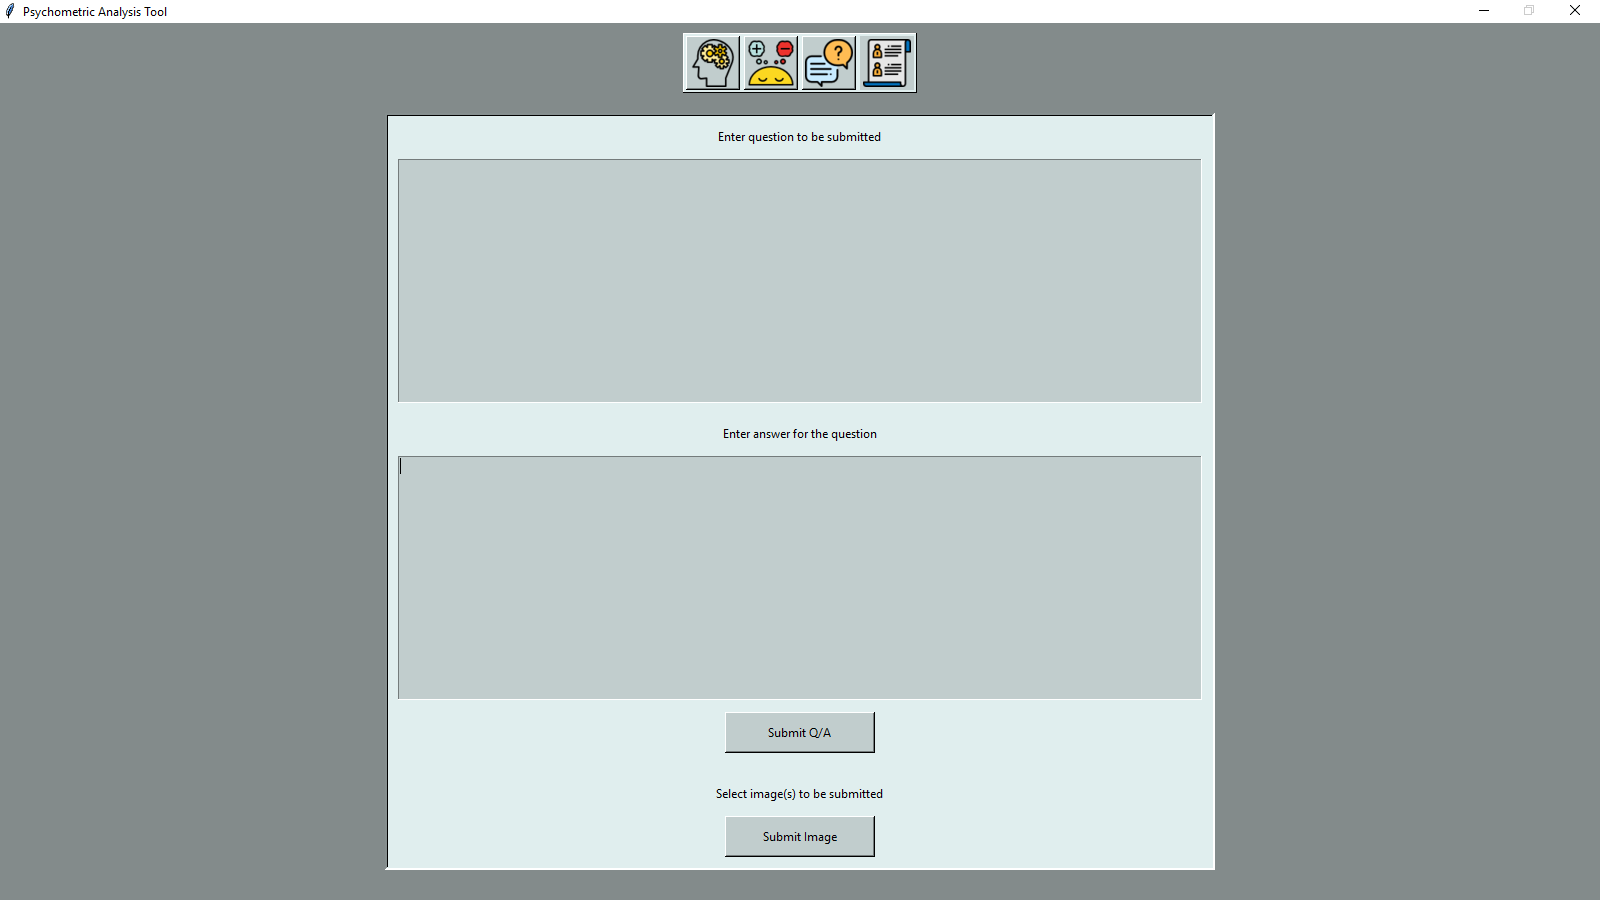 Psychometric Analysis Tool
Enter question to be submitted
Enter answer for the question
Submit Q/A
Select image(s) to be submitted
Submit Image